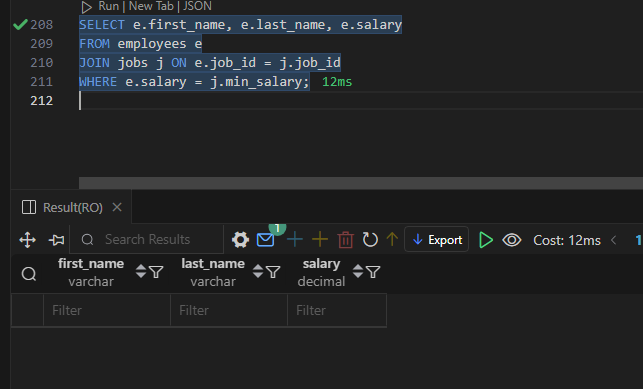 Run | New Tab | JSON
208 SELECT e.first_name, e.last_name, e.salary
209 FROM employees e
210 JOIN jobs j ON e.job_id = j.job_id
211 WHERE e.salary = j.min_salary; 12ms
212
Result(RO)
Search Results 1 Export Cost: 12ms 1
first_name last_name salary
varchar varchar decimal
Filter Filter Filter